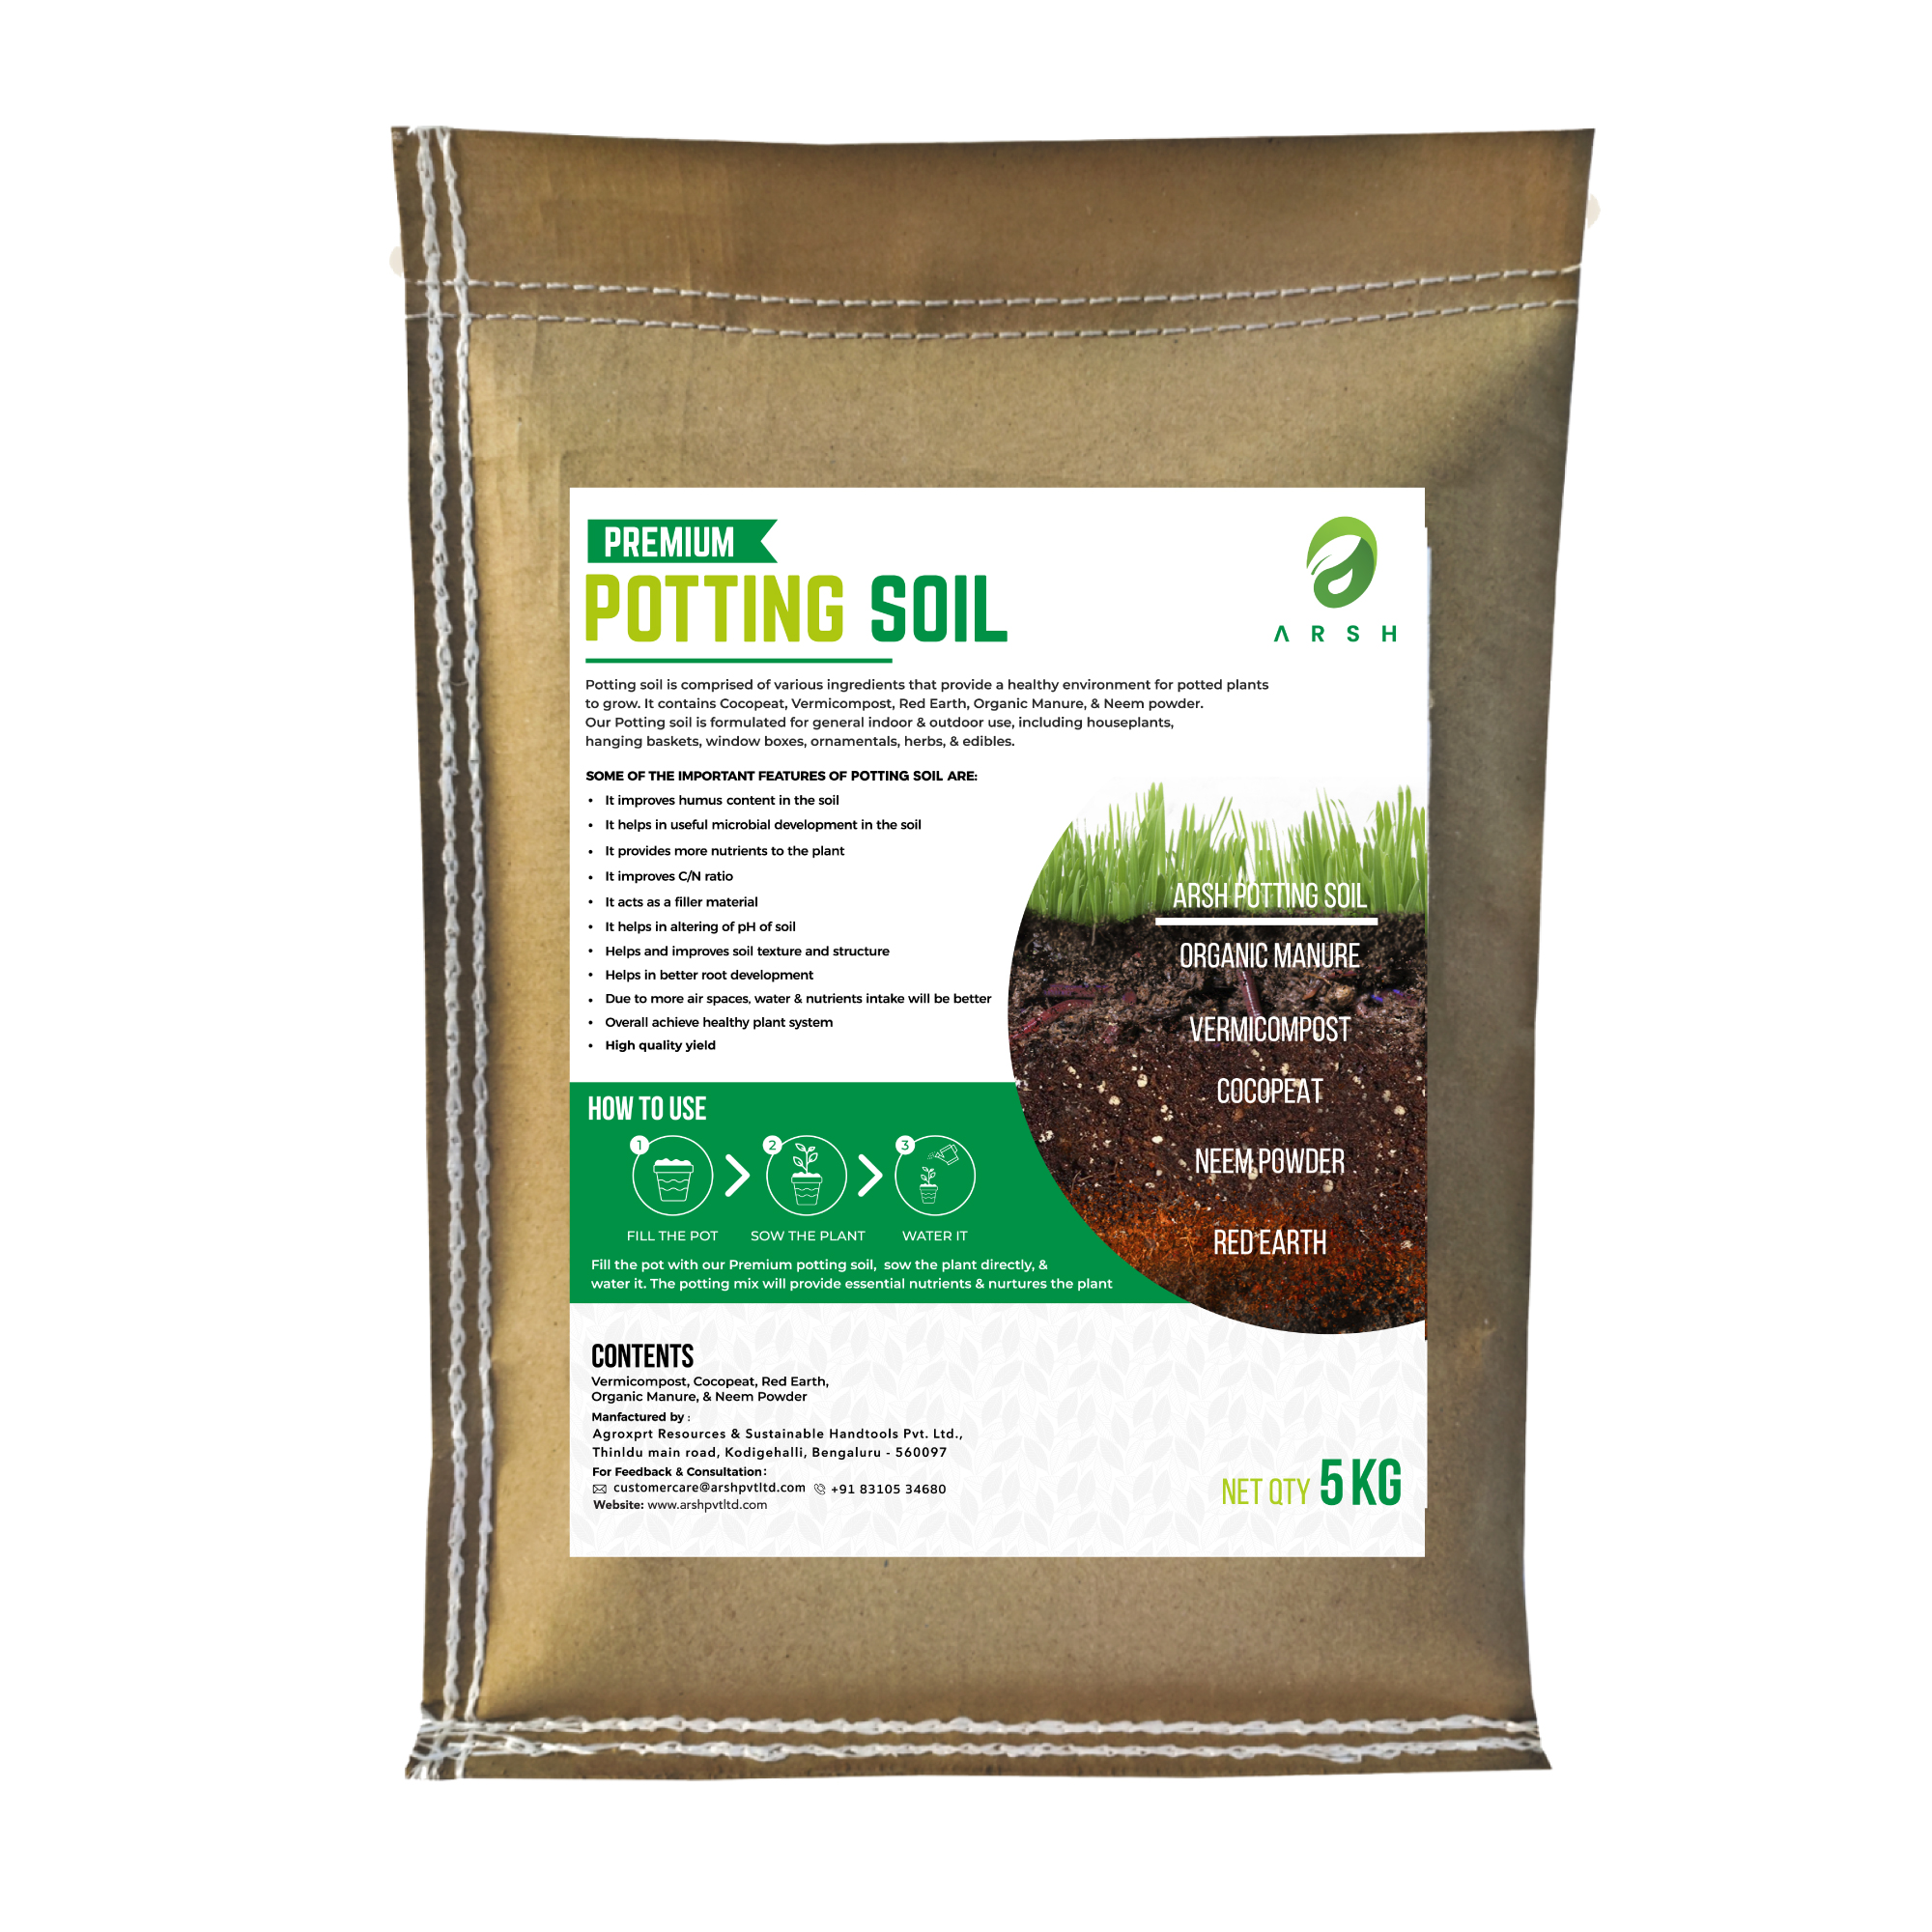 PREMIUM
POTTING SOIL
ARSH
Potting soil is comprised of various ingredients that provide a healthy environment for potted plants
to grow. It contains Cocopeat, Vermicompost, Red Earth, Organic Manure, & Neem powder.
Our Potting soil is formulated for general indoor & outdoor use, including houseplants,
hanging baskets, window boxes, ornamentals, herbs, & edibles.
SOME OF THE IMPORTANT FEATURES OF POTTING SOIL ARE:
• It improves humus content in the soil
• It helps in useful microbial development in the soil
• It provides more nutrients to the plant
• It improves C/N ratio
• It acts as a filler material
• It helps in altering of pH of soil
• Helps and improves soil texture and structure
• Helps in better root development
• Due to more air spaces, water & nutrients intake will be better
• Overall achieve healthy plant system
• High quality yield
ARSH POTTING SOIL
ORGANIC MANURE
VERMICOMPOST
COCOPEAT
NEEM POWDER
RED EARTH
HOW TO USE
1 2 3
FILL THE POT SOW THE PLANT WATER IT
Fill the pot with our Premium potting soil, sow the plant directly, &
water it. The potting mix will provide essential nutrients & nurtures the plant
CONTENTS
Vermicompost, Cocopeat, Red Earth,
Organic Manure, & Neem Powder
Manfactured by :
Agroxprt Resources & Sustainable Handtools Pvt. Ltd.,
Thinldu main road, Kodigehalli, Bengaluru - 560097
For Feedback & Consultation:
customercare@arshpvtltd.com +91 83105 34680
Website: www.arshpvtltd.com
NET QTY 5 KG